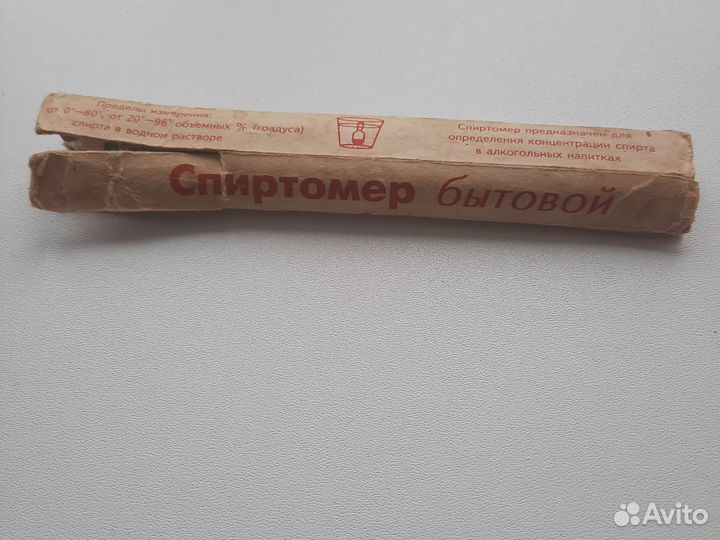 Пределы измерения:
от 0°—80°, от 20°—96° объемных % (градуса)
спирта в водном растворе
Спиртомер предназначен для
определения концентрации спирта
в алкогольных напитках
Спиртомер бытовой
Avito